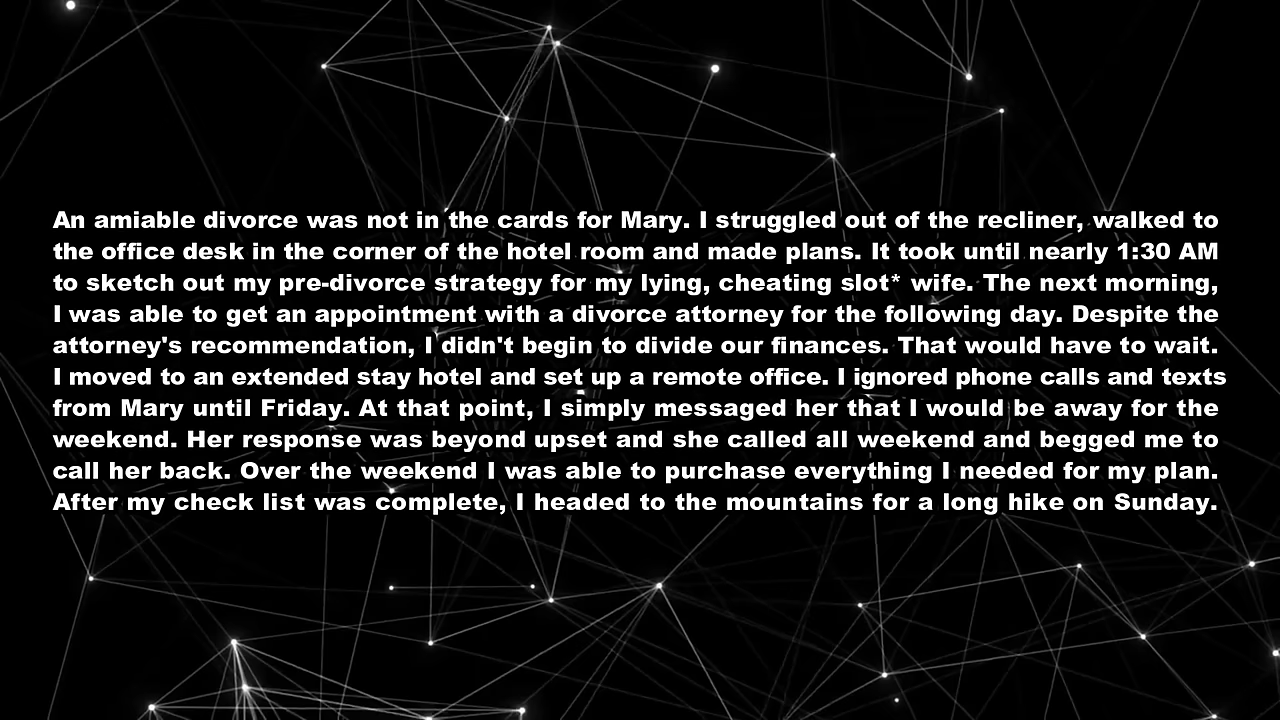 An amiable divorce was not in the cards for Mary. I struggled out of the recliner, walked to
the office desk in the corner of the hotel room and made plans. It took until nearly 1:30 AM
to sketch out my pre-divorce strategy for my lying, cheating slot* wife. The next morning,
I was able to get an appointment with a divorce attorney for the following day. Despite the
attorney's recommendation, I didn't begin to divide our finances. That would have to wait.
I moved to an extended stay hotel and set up a remote office. I ignored phone calls and texts
from Mary until Friday. At that point, I simply messaged her that I would be away for the
weekend. Her response was beyond upset and she called all weekend and begged me to
call her back. Over the weekend I was able to purchase everything I needed for my plan.
After my check list was complete, I headed to the mountains for a long hike on Sunday.